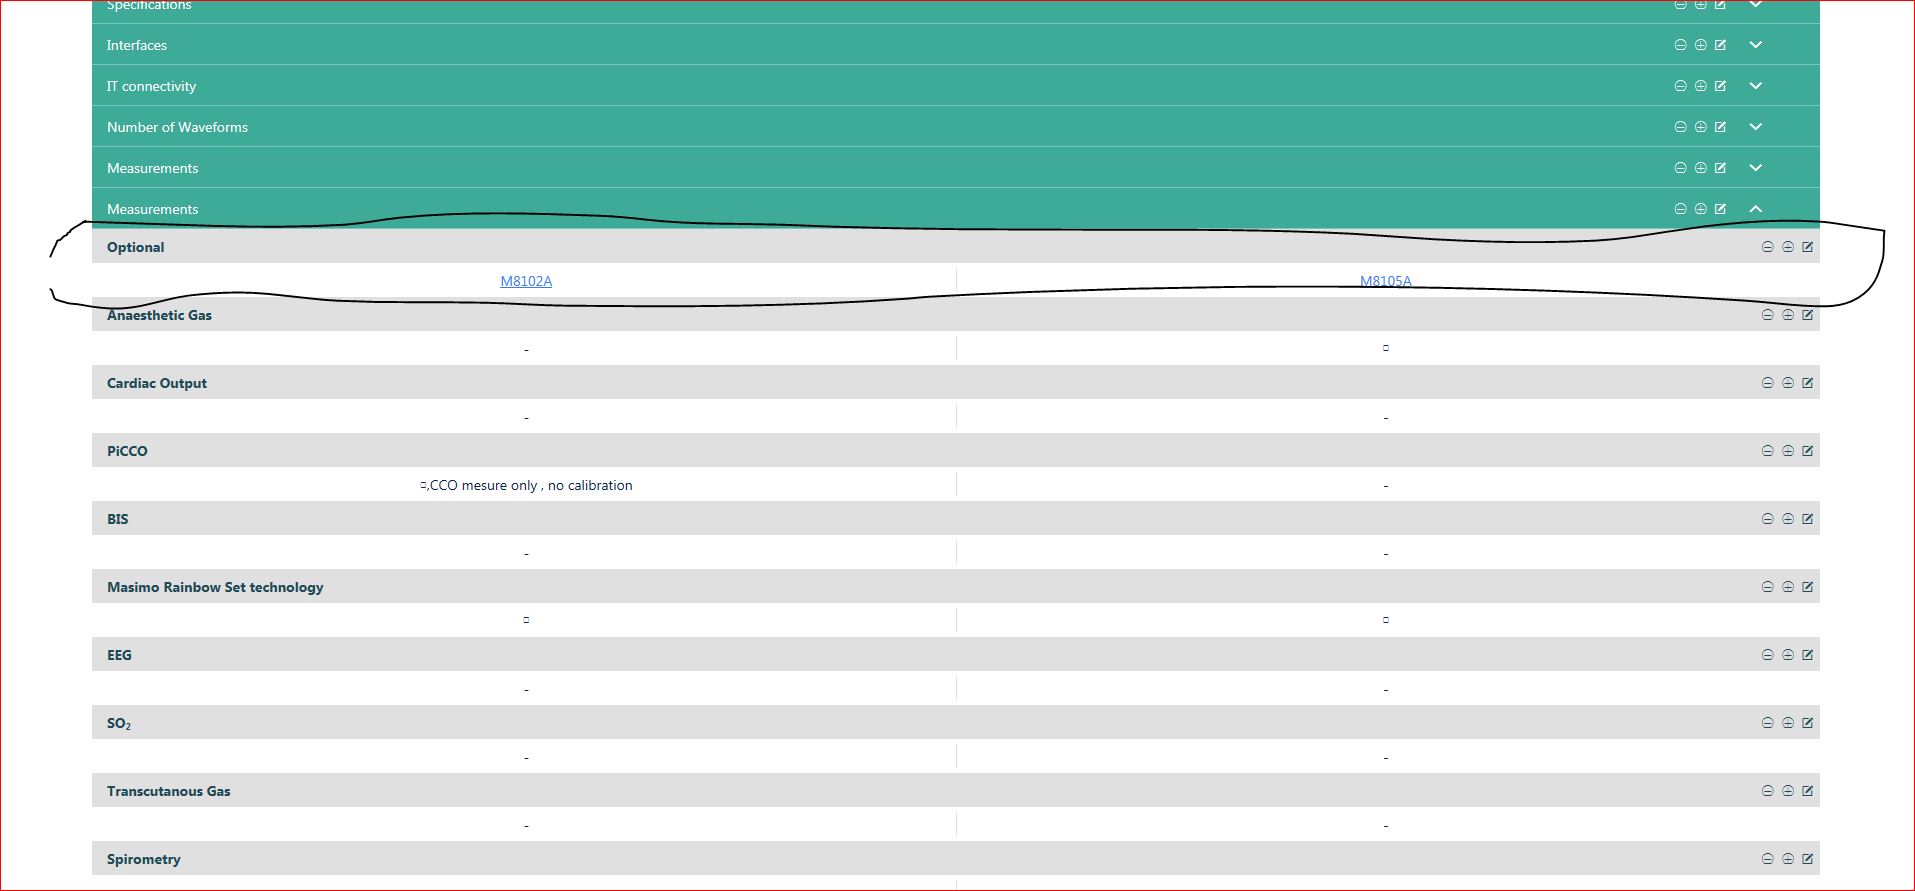 Specifications
Interfaces
IT connectivity
Number of Waveforms
Measurements
Measurements
Optional
M8102A M8105A
Anaesthetic Gas
- □
Cardiac Output
- -
PiCCO
□,CCO mesure only , no calibration -
BIS
- -
Masimo Rainbow Set technology
□ □
EEG
- -
SO₂
- -
Transcutanous Gas
- -
Spirometry